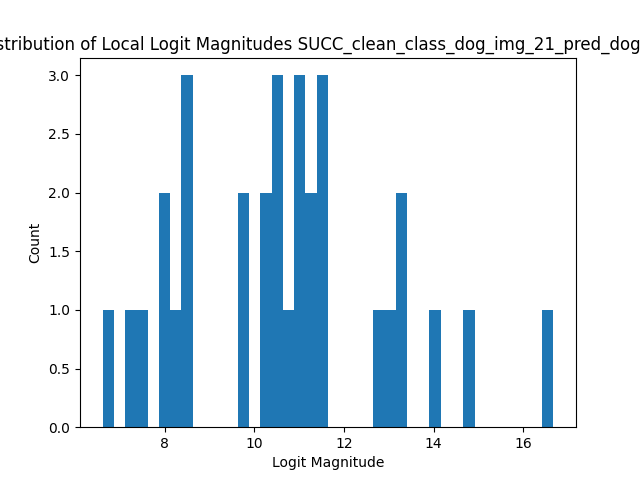 stribution of Local Logit Magnitudes SUCC_clean_class_dog_img_21_pred_dog
3.0
2.5
2.0
1.5
1.0
0.5
0.0
Count
8 10 12 14 16
Logit Magnitude